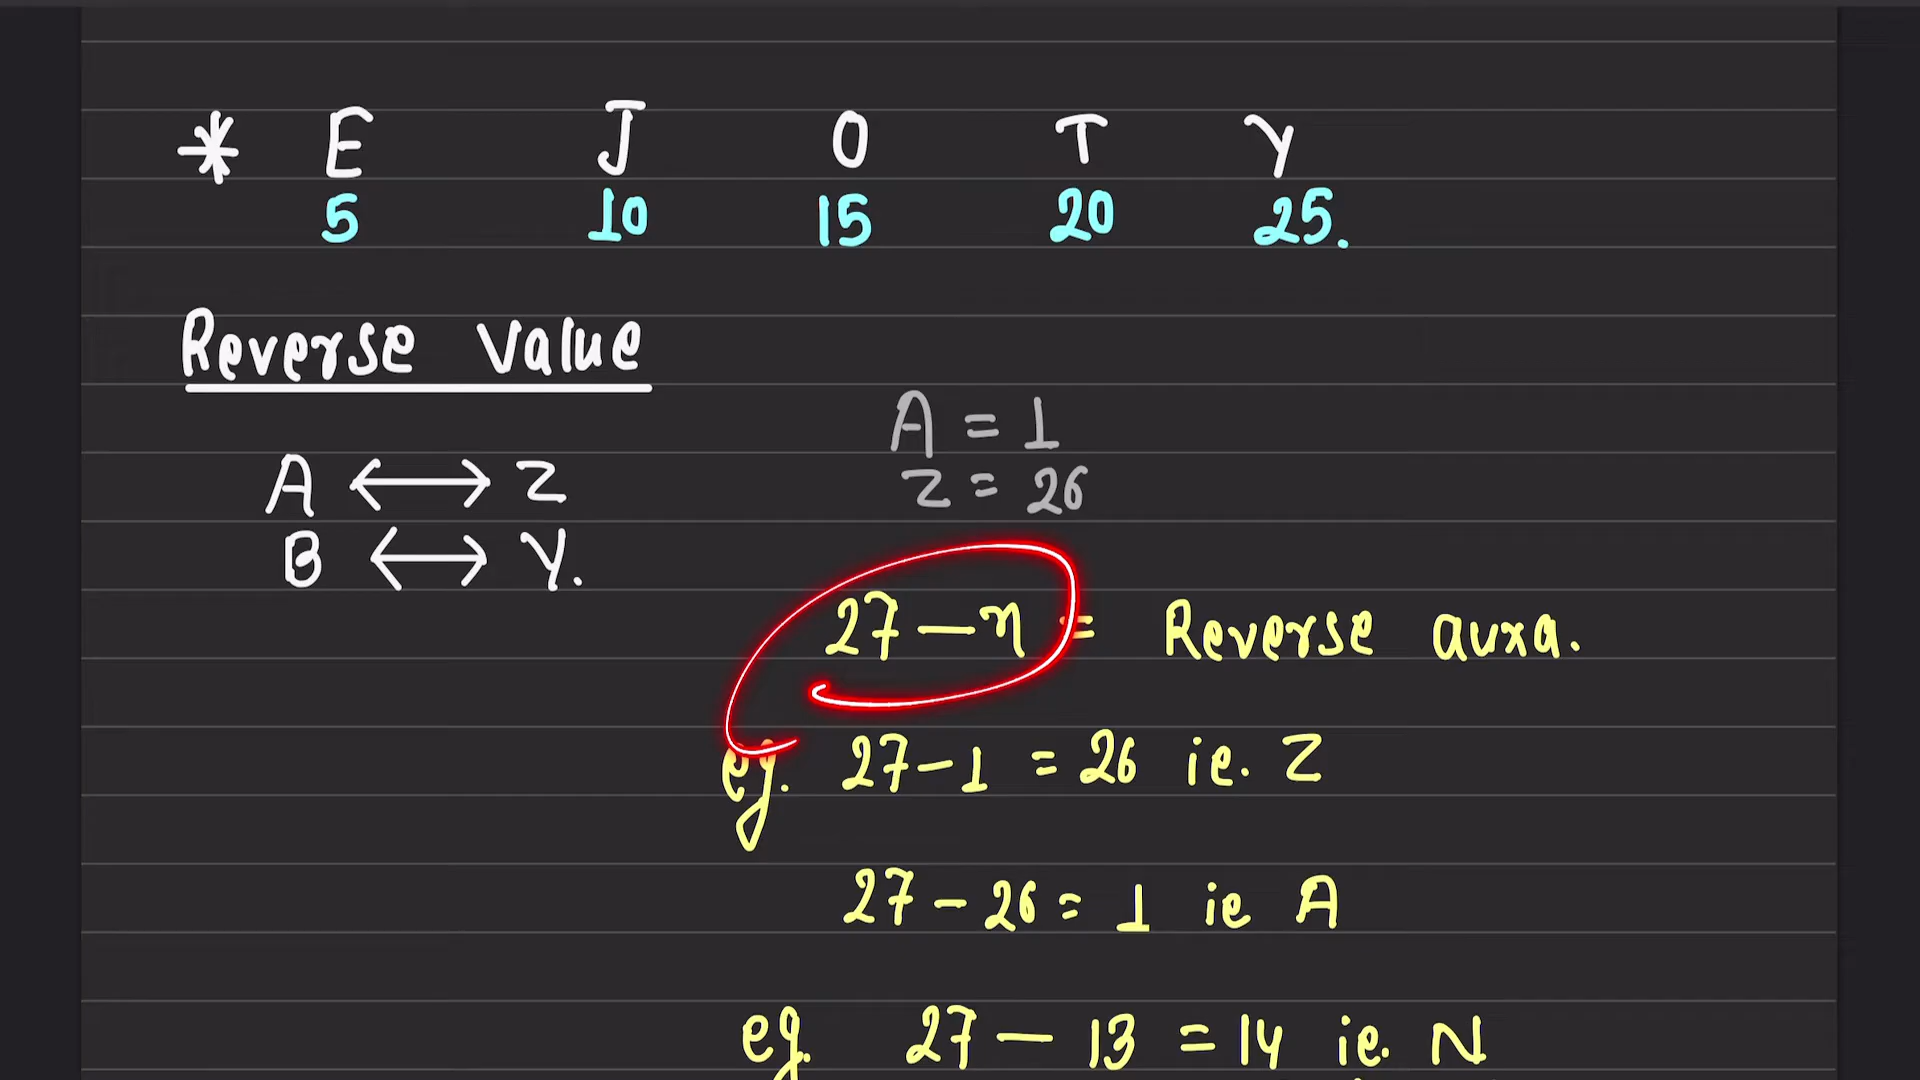 * E J O T Y
5 10 15 20 25.
Reverse Value
A = 1
Z = 26
A ↔ Z
B ↔ Y.
27 – n = Reverse auxa.
eg. 27 – 1 = 26 ie. Z
27 – 26 = 1 ie A
eg. 27 – 13 = 14 ie. N